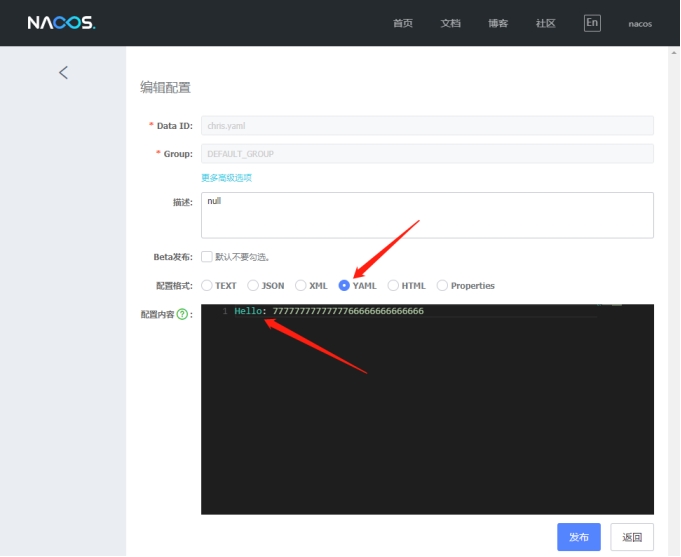 NACOS.
首页 文档 博客 社区 En nacos
编辑配置
* Data ID: chris.yaml
* Group: DEFAULT_GROUP
更多高级选项
描述: null
Beta发布: 默认不要勾选。
配置格式: TEXT JSON XML YAML HTML Properties
配置内容 ? :
1 Hello: 7777777777777766666666666666
发布 返回